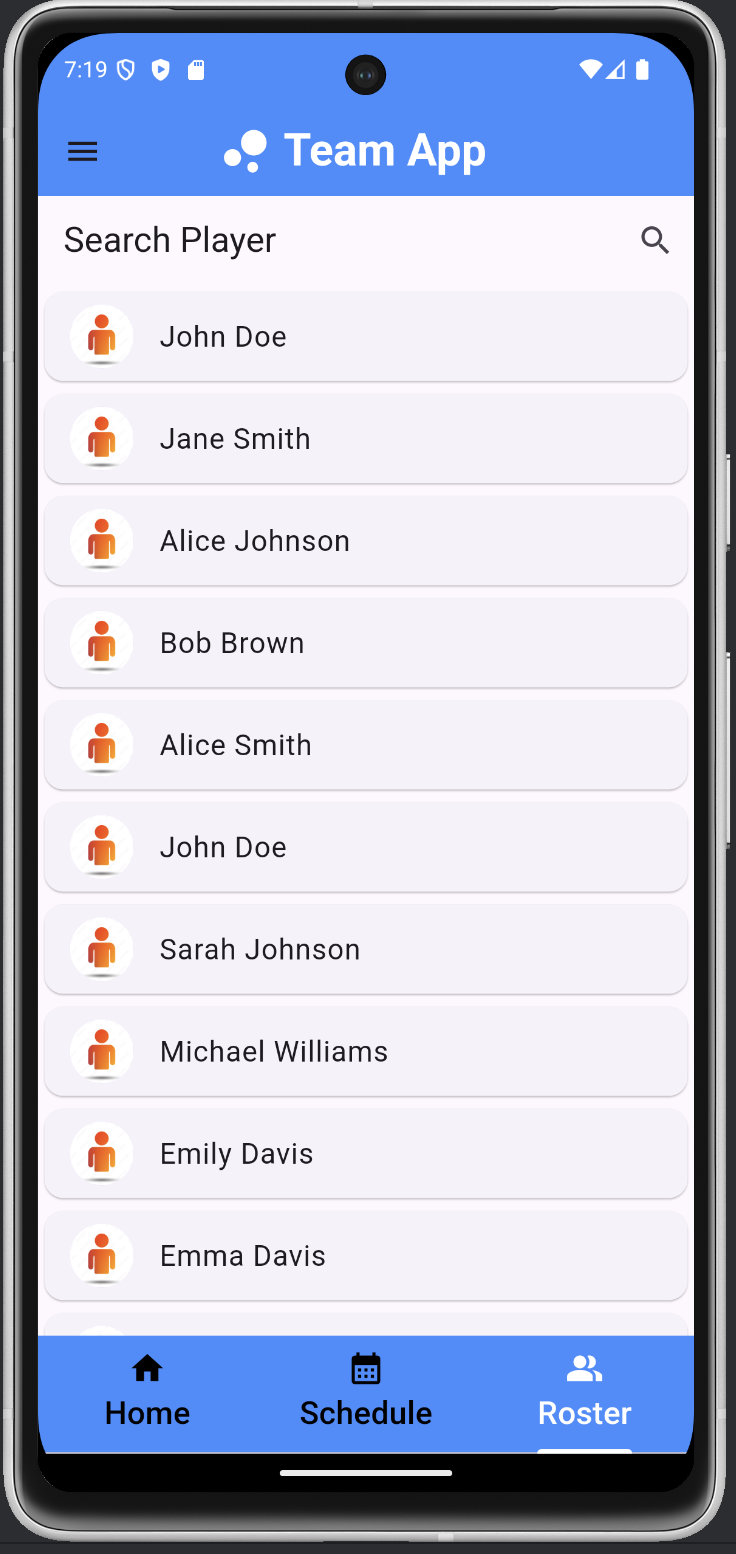 7:19
Team App
Search Player
John Doe
Jane Smith
Alice Johnson
Bob Brown
Alice Smith
John Doe
Sarah Johnson
Michael Williams
Emily Davis
Emma Davis
Home Schedule Roster